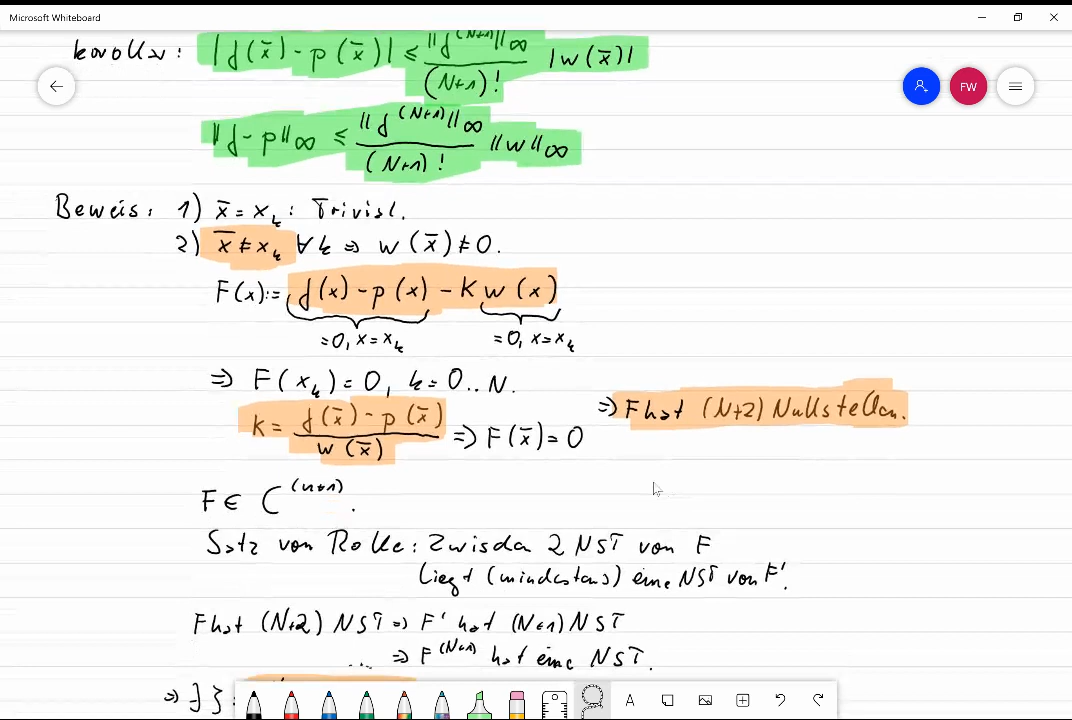 Microsoft Whiteboard
Korollar: |f(x̄) - p(x̄)| ≤ ‖f^(N+1)‖∞ / (N+1)! |w(x̄)|
FW
‖f - p‖∞ ≤ ‖f^(N+1)‖∞ / (N+1)! ‖w‖∞
Beweis: 1) x̄ = x_k : Trivial.
2) x̄ ≠ x_k ∀k ⇒ w(x̄) ≠ 0.
F(x) := f(x) - p(x) - K w(x)
=0, x=x_k =0, x=x_k
⇒ F(x_k) = 0, k = 0..N.
K = (f(x̄) - p(x̄)) / w(x̄) ⇒ F(x̄) = 0 ⇒ F hat (N+2) Nullstellen.
F ∈ C^(n+1).
Satz von Rolle: Zwischen 2 NST von F
liegt (mindestens) eine NST von F'.
F hat (N+2) NST ⇒ F' hat (N+1) NST
... ⇒ F^(N+1) hat eine NST.
⇒ ∃ ξ
A